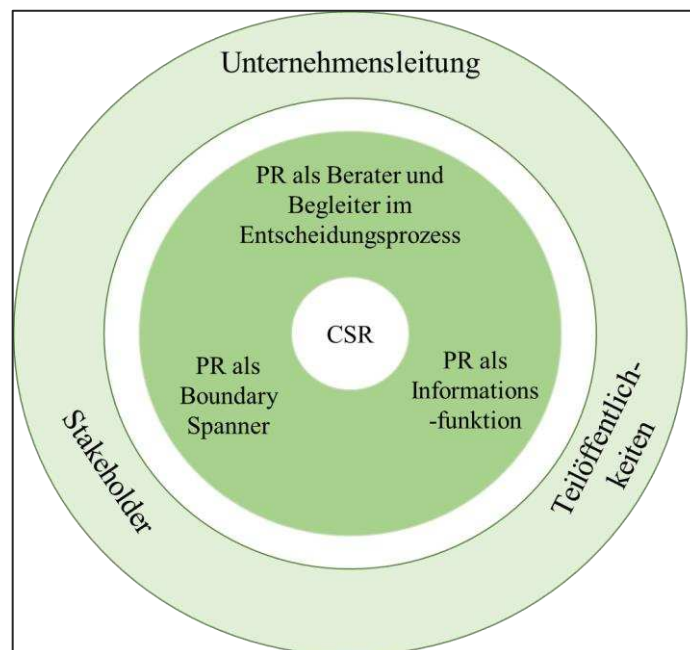 Unternehmensleitung
PR als Berater und
Begleiter im
Entscheidungsprozess
CSR
PR als
Boundary
Spanner
PR als
Informations
-funktion
Stakeholder
Teilöffentlich-
keiten